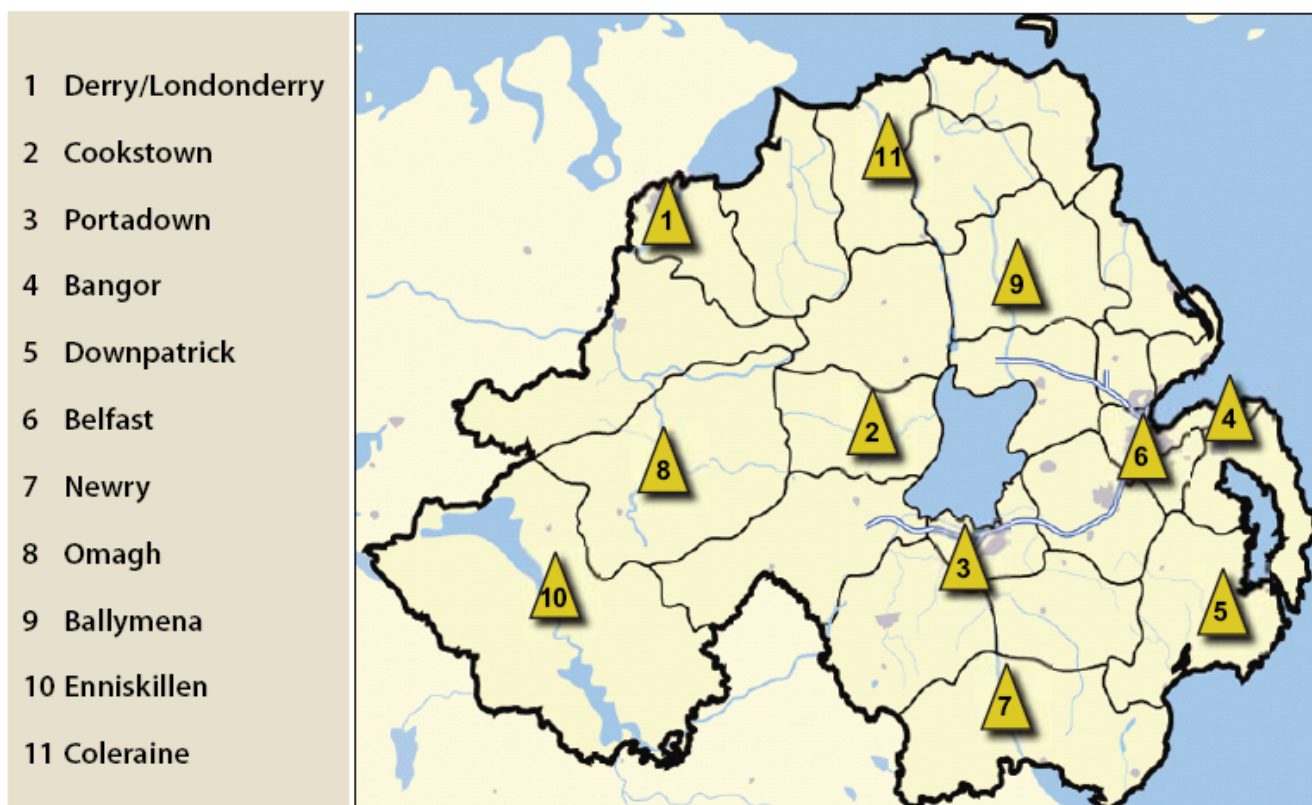 1 Derry/Londonderry
2 Cookstown
3 Portadown
4 Bangor
5 Downpatrick
6 Belfast
7 Newry
8 Omagh
9 Ballymena
10 Enniskillen
11 Coleraine
11
1
9
4
2
6
8
3
10
5
7